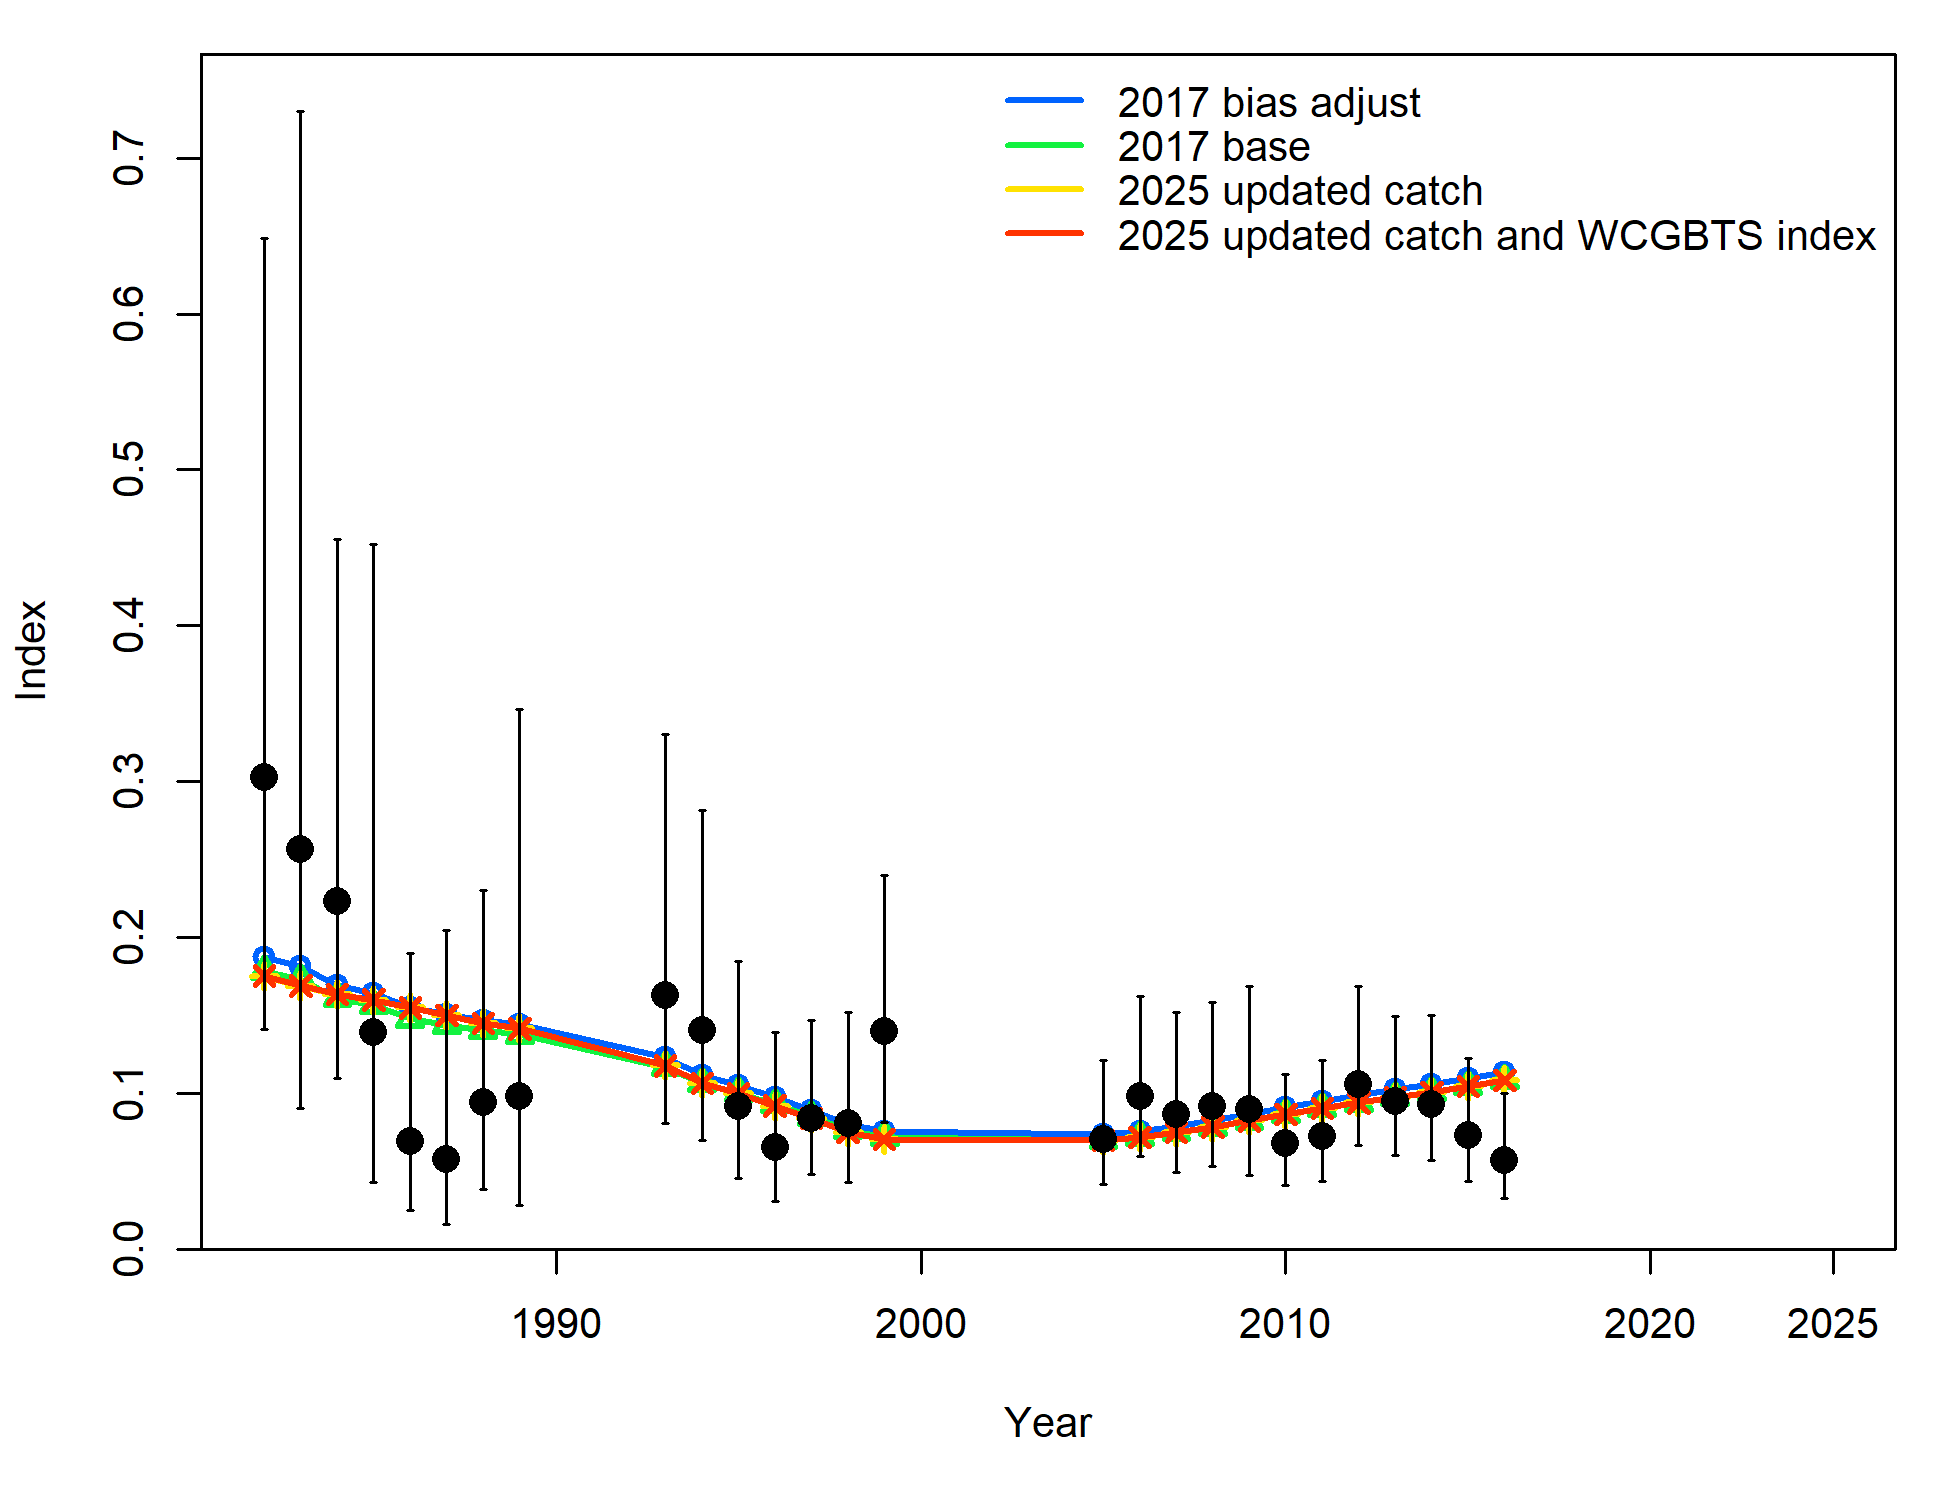 2017 bias adjust
2017 base
2025 updated catch
2025 updated catch and WCGBTS index
0.7
0.6
0.5
0.4
0.3
0.2
0.1
0.0
Index
1990 2000 2010 2020 2025
Year